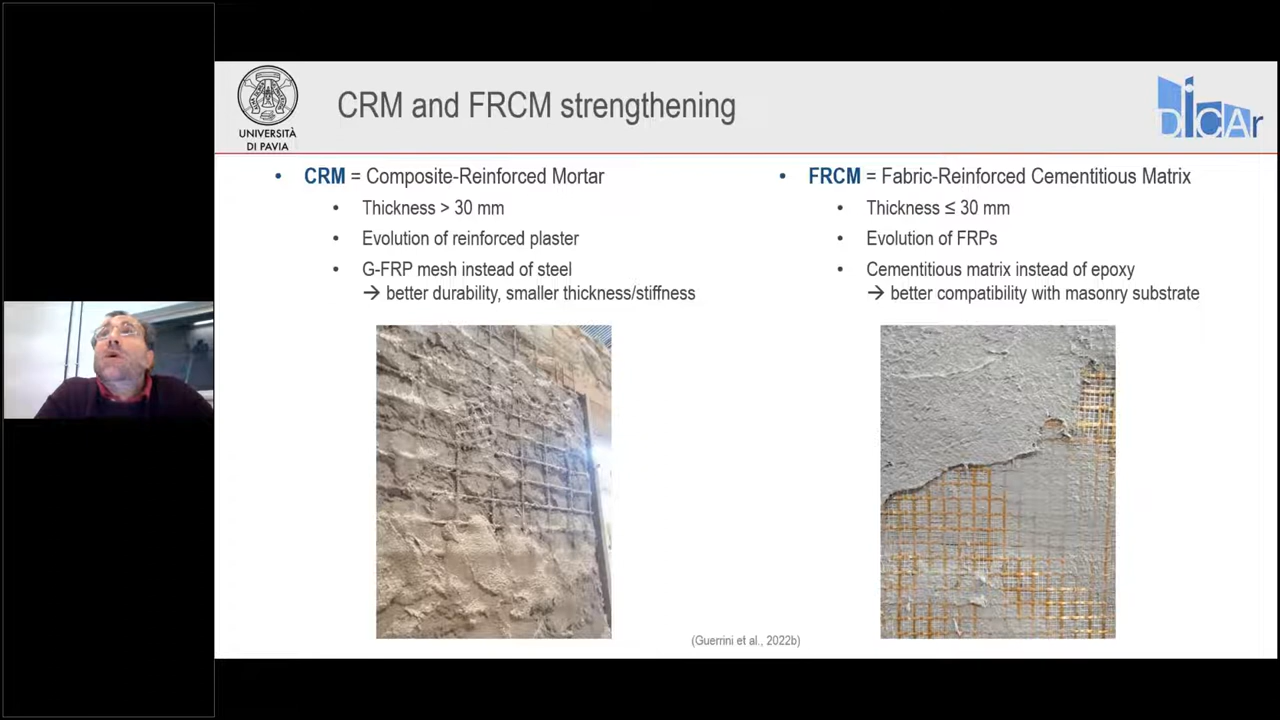 CRM and FRCM strengthening
UNIVERSITÀ
DI PAVIA
DICAr
• CRM = Composite-Reinforced Mortar
• Thickness > 30 mm
• Evolution of reinforced plaster
• G-FRP mesh instead of steel
→ better durability, smaller thickness/stiffness
• FRCM = Fabric-Reinforced Cementitious Matrix
• Thickness ≤ 30 mm
• Evolution of FRPs
• Cementitious matrix instead of epoxy
→ better compatibility with masonry substrate
(Guerrini et al., 2022b)